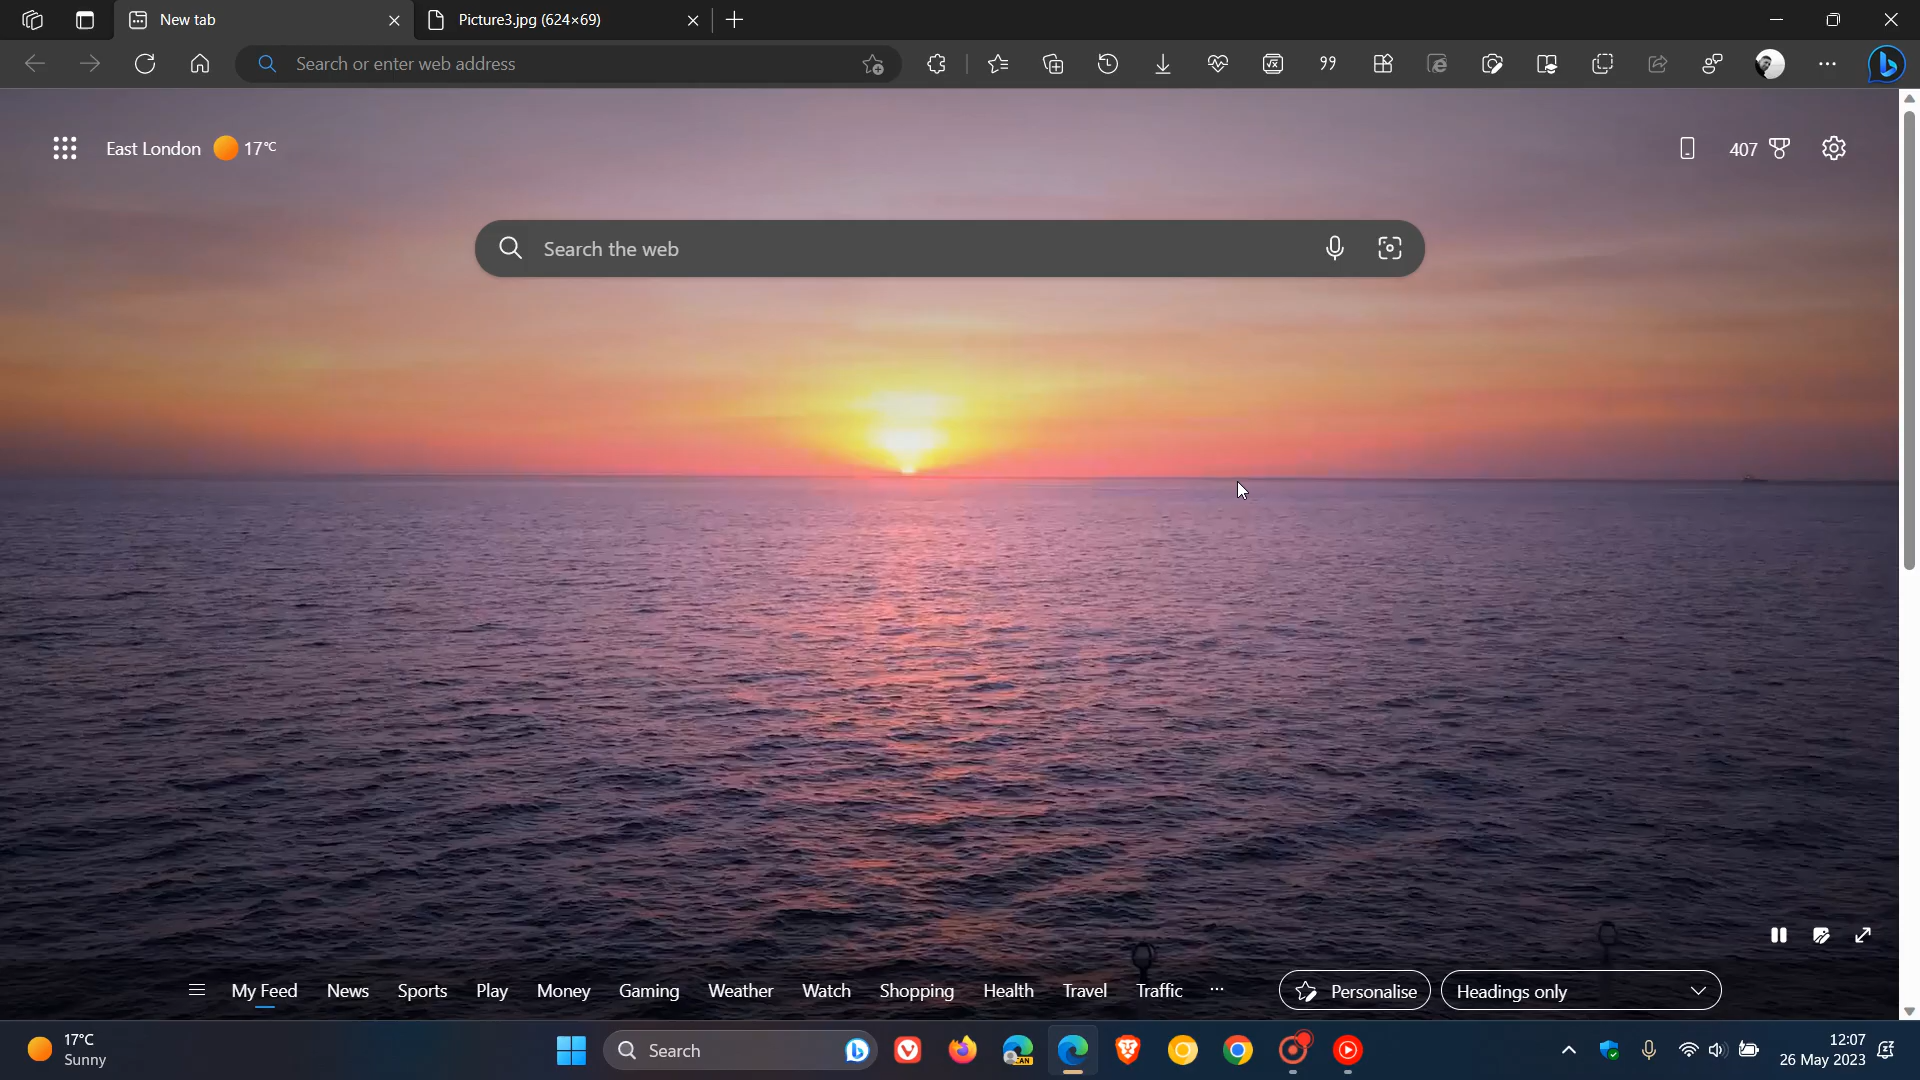 New tab
Picture3.jpg (624×69)
Search or enter web address
East London 17°C
407
Search the web
My Feed News Sports Play Money Gaming Weather Watch Shopping Health Travel Traffic ···
Personalise
Headings only
17°C
Sunny
Search
CAN
12:07
26 May 2023